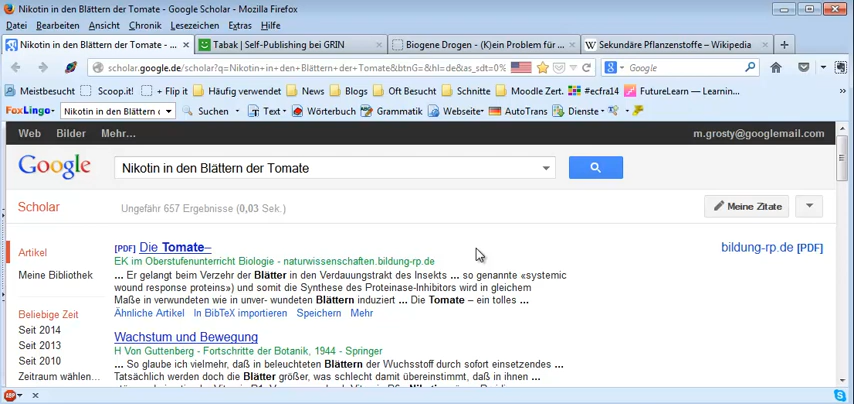 Nikotin in den Blättern der Tomate - Google Scholar - Mozilla Firefox
Datei Bearbeiten Ansicht Chronik Lesezeichen Extras Hilfe
Nikotin in den Blättern der Tomate - ... Tabak | Self-Publishing bei GRIN Biogene Drogen - (K)ein Problem für ... Sekundäre Pflanzenstoffe – Wikipedia
scholar.google.de/scholar?q=Nikotin+in+den+Blättern+der+Tomate&btnG=&hl=de&as_sdt=0% Google
Meistbesucht Scoop.it! + Flip it Häufig verwendet News Blogs Oft Besucht Schnitte Moodle Zert. #ecfra14 FutureLearn — Learnin...
FoxLingo Nikotin in den Blättern d Suchen Text Wörterbuch Grammatik Webseite AutoTrans Dienste
Web Bilder Mehr... m.grosty@googlemail.com
Google Nikotin in den Blättern der Tomate
Scholar Ungefähr 657 Ergebnisse (0,03 Sek.) Meine Zitate
Artikel
Meine Bibliothek
Beliebige Zeit
Seit 2014
Seit 2013
Seit 2010
Zeitraum wählen...
[PDF] Die Tomate–
EK im Oberstufenunterricht Biologie - naturwissenschaften.bildung-rp.de
... Er gelangt beim Verzehr der Blätter in den Verdauungstrakt des Insekts ... so genannte «systemic
wound response proteins») und somit die Synthese des Proteinase-Inhibitors wird in gleichem
Maße in verwundeten wie in unver- wundeten Blättern induziert ... Die Tomate – ein tolles ...
Ähnliche Artikel In BibTeX importieren Speichern Mehr
bildung-rp.de [PDF]
Wachstum und Bewegung
H Von Guttenberg - Fortschritte der Botanik, 1944 - Springer
... So glaube ich vielmehr, daß in beleuchteten Blättern der Wuchsstoff durch sofort einsetzendes ...
Tatsächlich werden doch die Blätter größer, was schlecht damit übereinstimmt, daß in ihnen ...
ABP